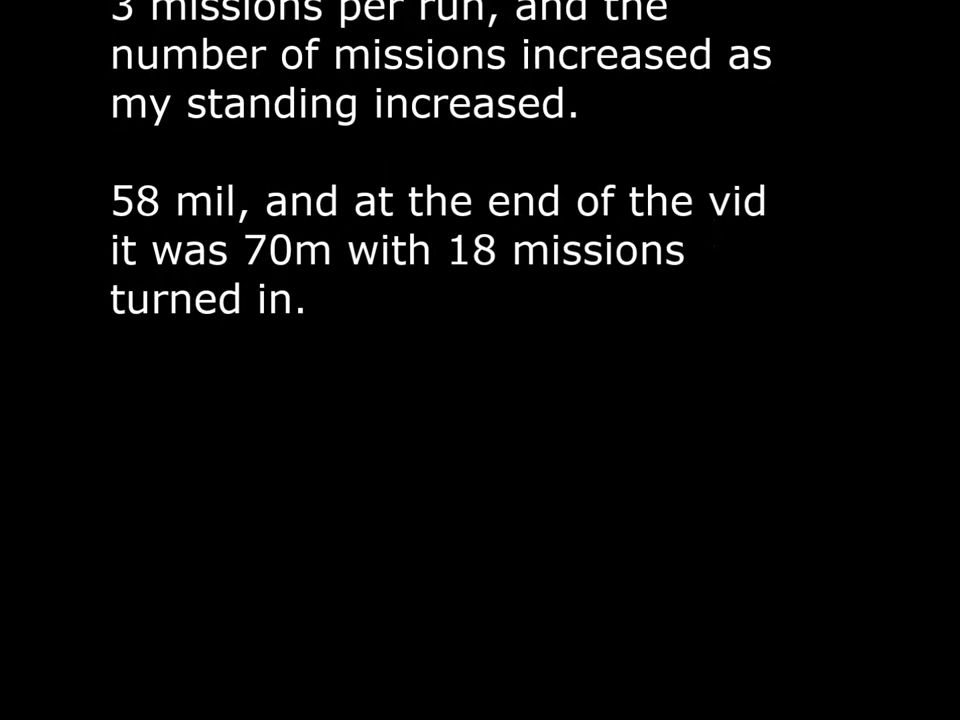 3 missions per run, and the
number of missions increased as
my standing increased.
58 mil, and at the end of the vid
it was 70m with 18 missions
turned in.